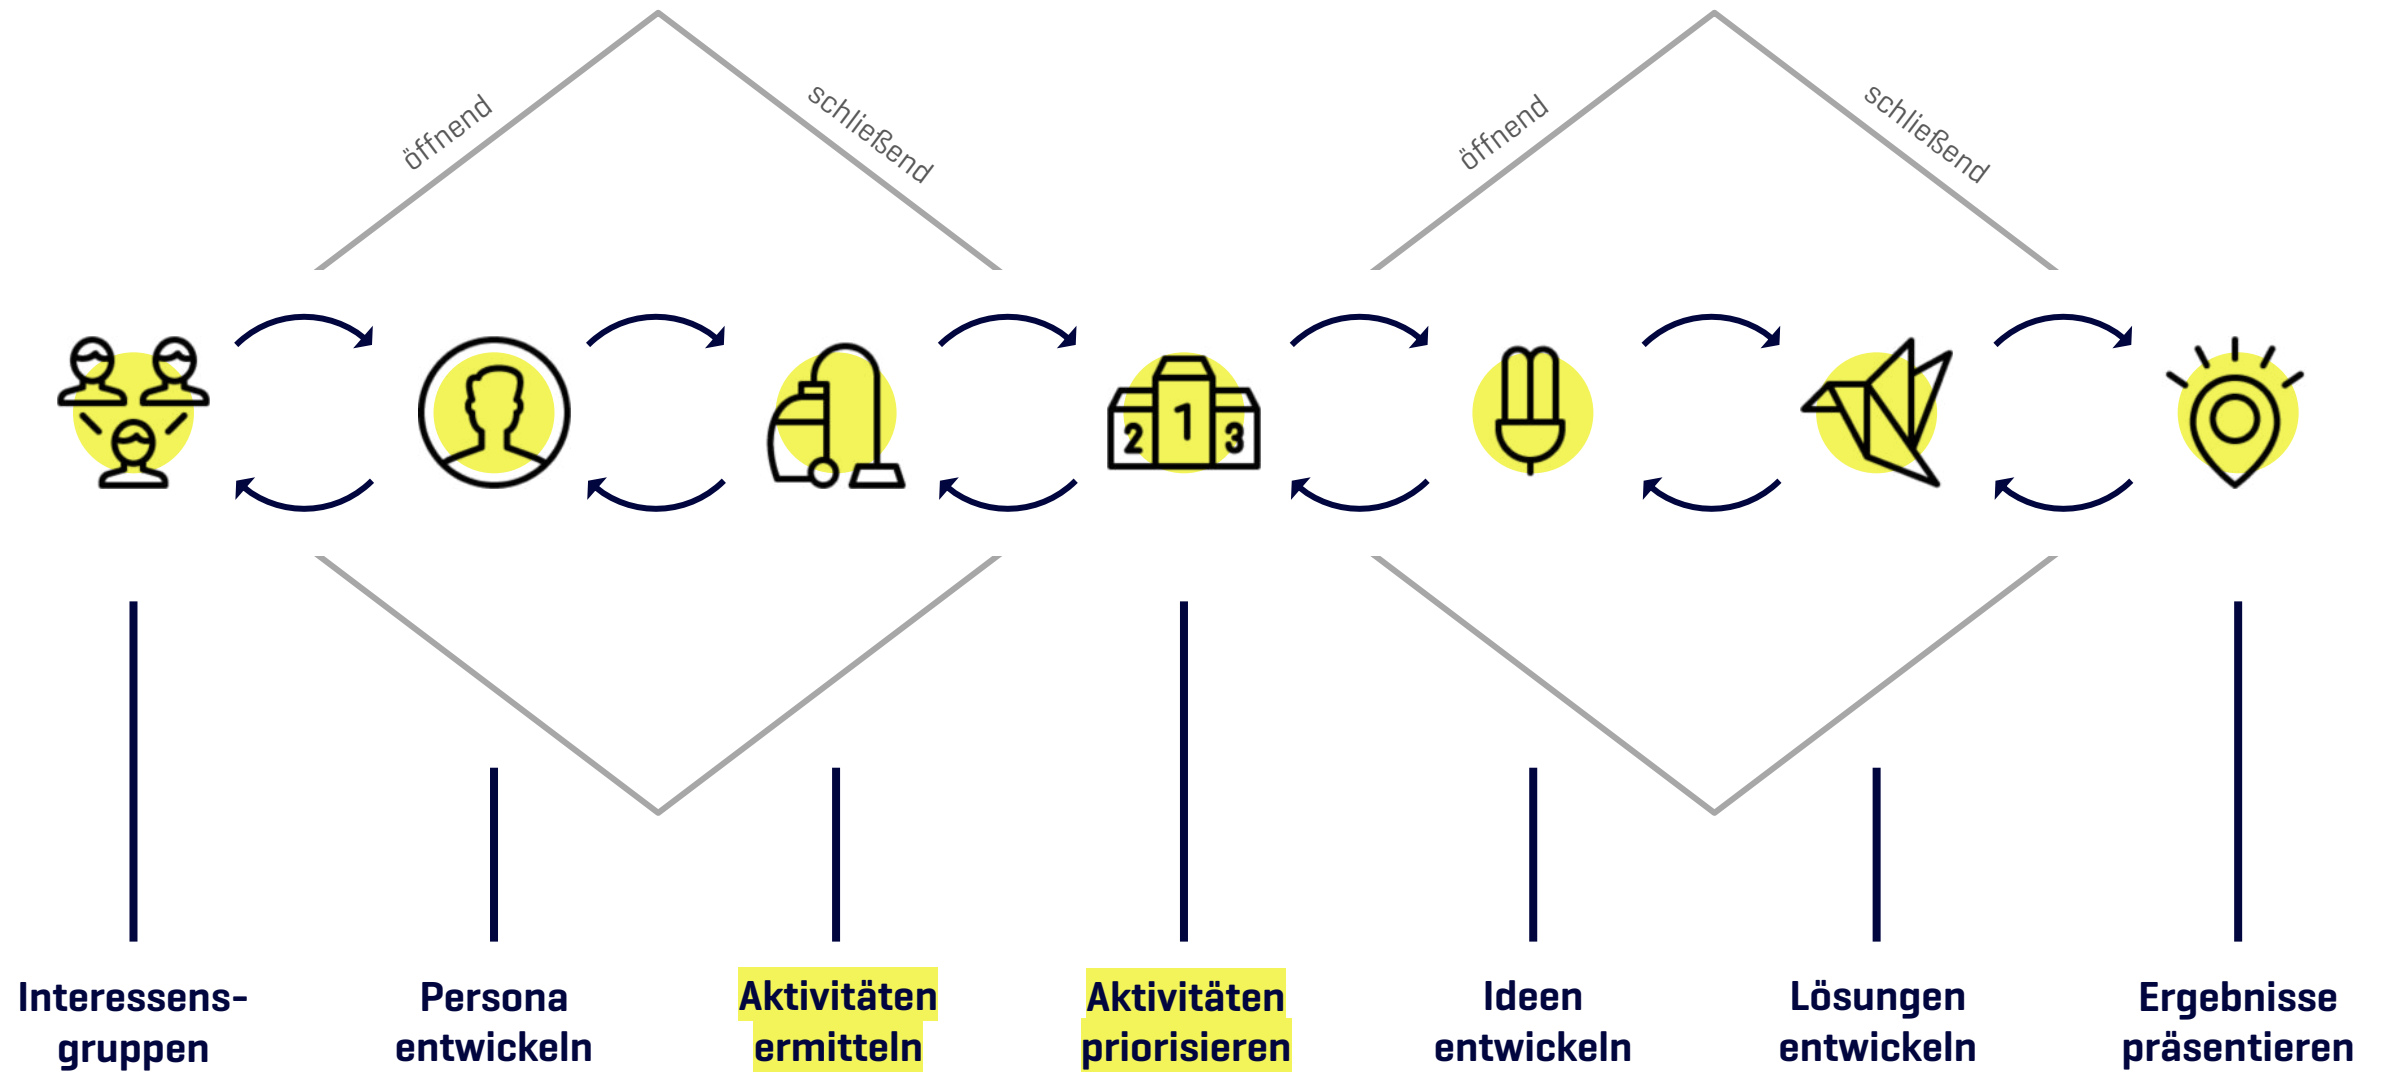 öffnend
schließend
öffnend
schließend
2
1
3
Interessens-
gruppen
Persona
entwickeln
Aktivitäten
ermitteln
Aktivitäten
priorisieren
Ideen
entwickeln
Lösungen
entwickeln
Ergebnisse
präsentieren